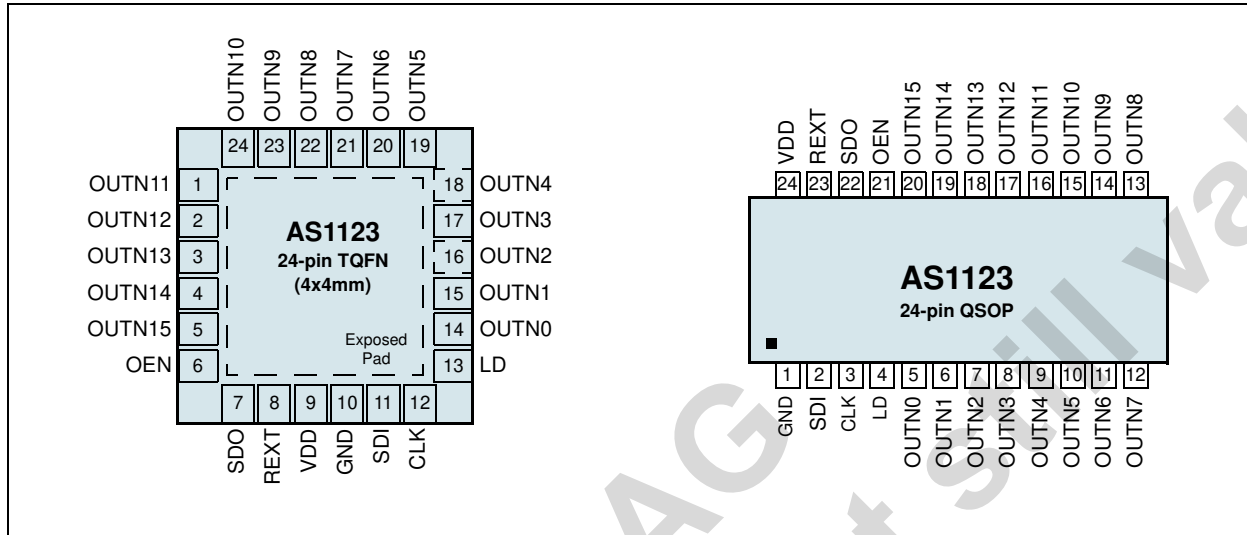 OUTN10
OUTN9
OUTN8
OUTN7
OUTN6
OUTN5
24 23 22 21 20 19
OUTN11 1
OUTN12 2
OUTN13 3
OUTN14 4
OUTN15 5
OEN 6
18 OUTN4
17 OUTN3
16 OUTN2
15 OUTN1
14 OUTN0
13 LD
AS1123
24-pin TQFN
(4x4mm)
Exposed
Pad
7 8 9 10 11 12
SDO
REXT
VDD
GND
SDI
CLK
VDD
REXT
SDO
OEN
OUTN15
OUTN14
OUTN13
OUTN12
OUTN11
OUTN10
OUTN9
OUTN8
24 23 22 21 20 19 18 17 16 15 14 13
AS1123
24-pin QSOP
1 2 3 4 5 6 7 8 9 10 11 12
GND
SDI
CLK
LD
OUTN0
OUTN1
OUTN2
OUTN3
OUTN4
OUTN5
OUTN6
OUTN7
AG
still